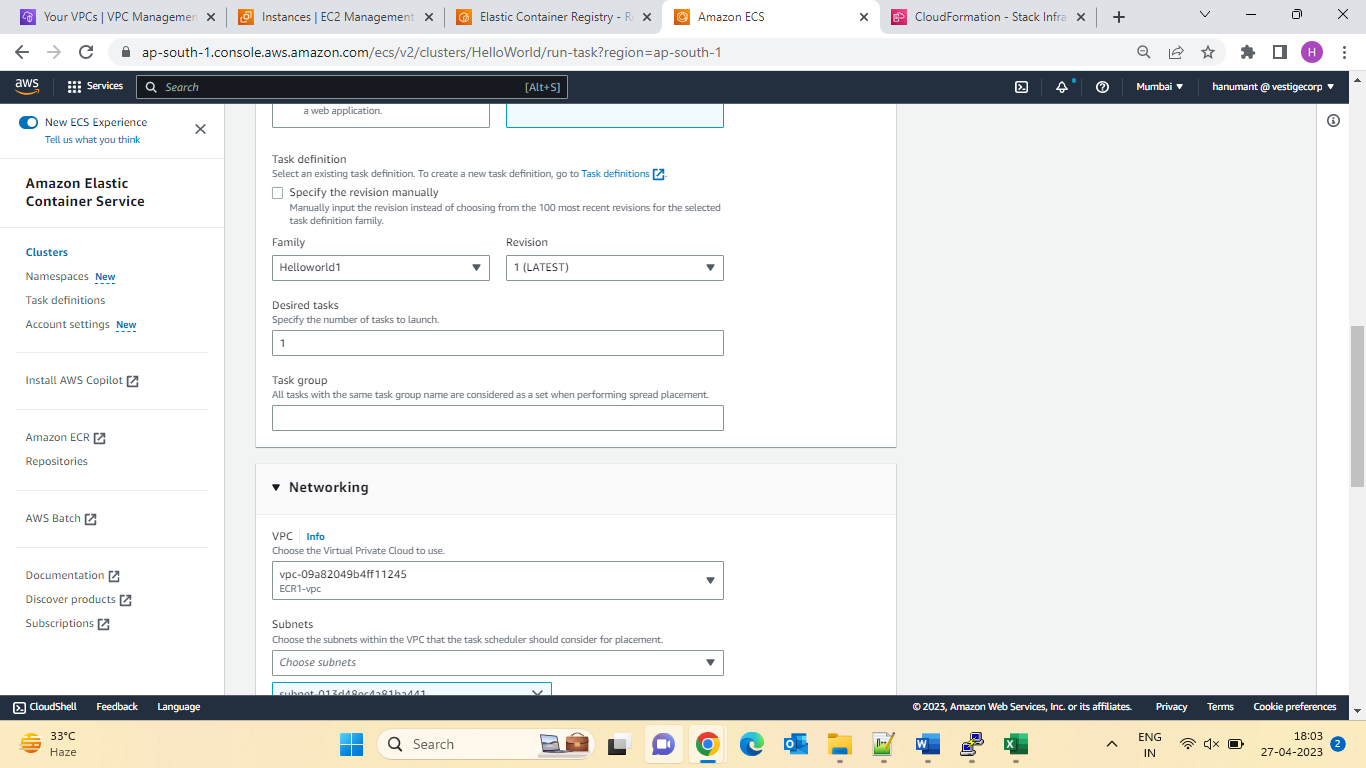 Your VPCs | VPC Managemen
Instances | EC2 Management
Elastic Container Registry - R
Amazon ECS
CloudFormation - Stack Infra
ap-south-1.console.aws.amazon.com/ecs/v2/clusters/HelloWorld/run-task?region=ap-south-1
H
aws
Services
Search
[Alt+S]
Mumbai
hanumant @ vestigecorp
New ECS Experience
Tell us what you think
Amazon Elastic
Container Service
Clusters
Namespaces New
Task definitions
Account settings New
Install AWS Copilot
Amazon ECR
Repositories
AWS Batch
Documentation
Discover products
Subscriptions
a web application.
Task definition
Select an existing task definition. To create a new task definition, go to Task definitions.
Specify the revision manually
Manually input the revision instead of choosing from the 100 most recent revisions for the selected
task definition family.
Family
Revision
Helloworld1
1 (LATEST)
Desired tasks
Specify the number of tasks to launch.
1
Task group
All tasks with the same task group name are considered as a set when performing spread placement.
Networking
VPC Info
Choose the Virtual Private Cloud to use.
vpc-09a82049b4ff11245
ECR1-vpc
Subnets
Choose the subnets within the VPC that the task scheduler should consider for placement.
Choose subnets
subnet-013d48ec4a81ba441
CloudShell
Feedback
Language
© 2023, Amazon Web Services, Inc. or its affiliates.
Privacy
Terms
Cookie preferences
33°C
Haze
Search
ENG
IN
18:03
27-04-2023
2